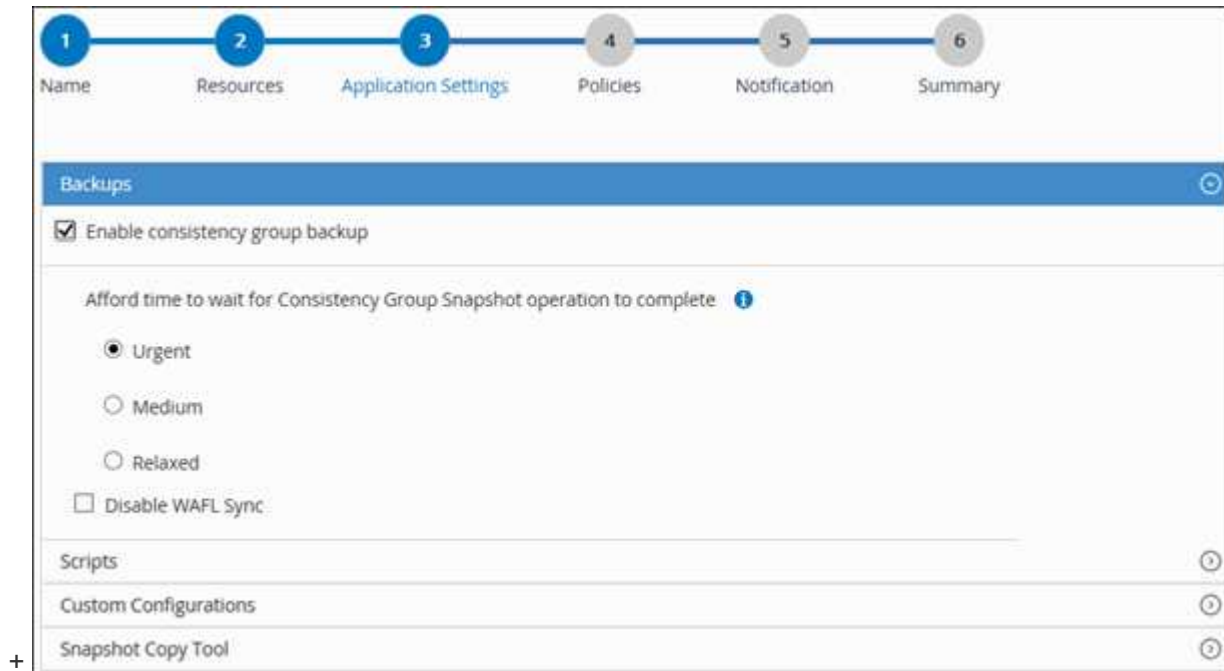 1 2 3 4 5 6
Name Resources Application Settings Policies Notification Summary
Backups
Enable consistency group backup
Afford time to wait for Consistency Group Snapshot operation to complete i
Urgent
Medium
Relaxed
Disable WAFL Sync
Scripts
Custom Configurations
Snapshot Copy Tool
+